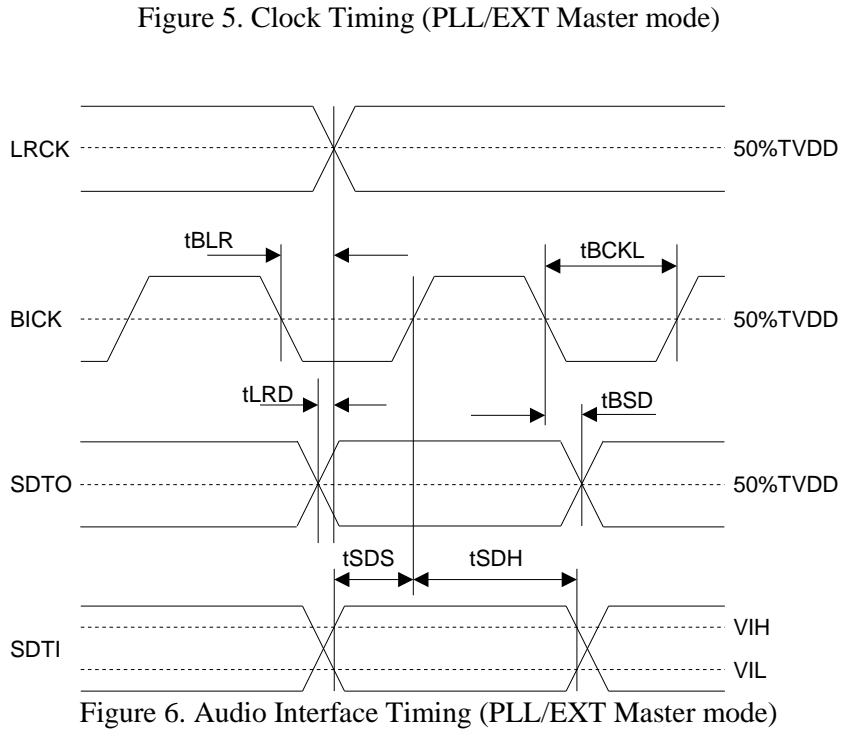 Figure 5. Clock Timing (PLL/EXT Master mode)
LRCK
50%TVDD
tBLR
tBCKL
BICK
50%TVDD
tLRD
tBSD
SDTO
50%TVDD
tSDS
tSDH
VIH
SDTI
VIL
Figure 6. Audio Interface Timing (PLL/EXT Master mode)